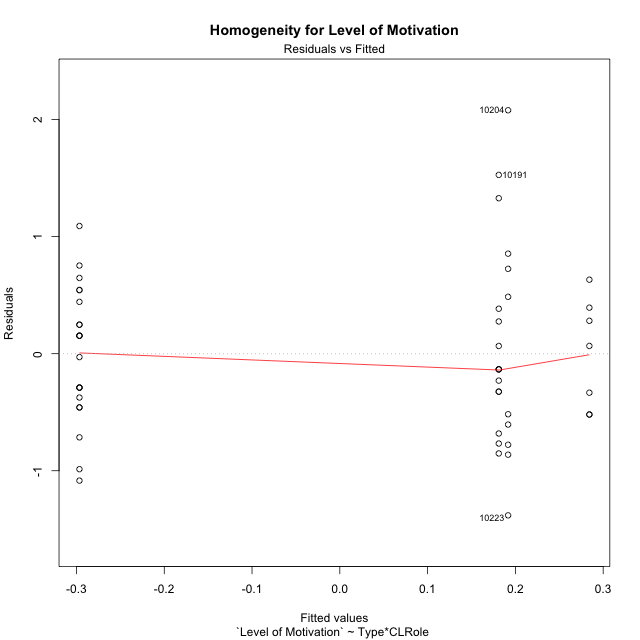 Homogeneity for Level of Motivation
Residuals vs Fitted
Residuals
2
1
0
-1
10204
10191
10223
-0.3 -0.2 -0.1 0.0 0.1 0.2 0.3
Fitted values
`Level of Motivation` ~ Type*CLRole